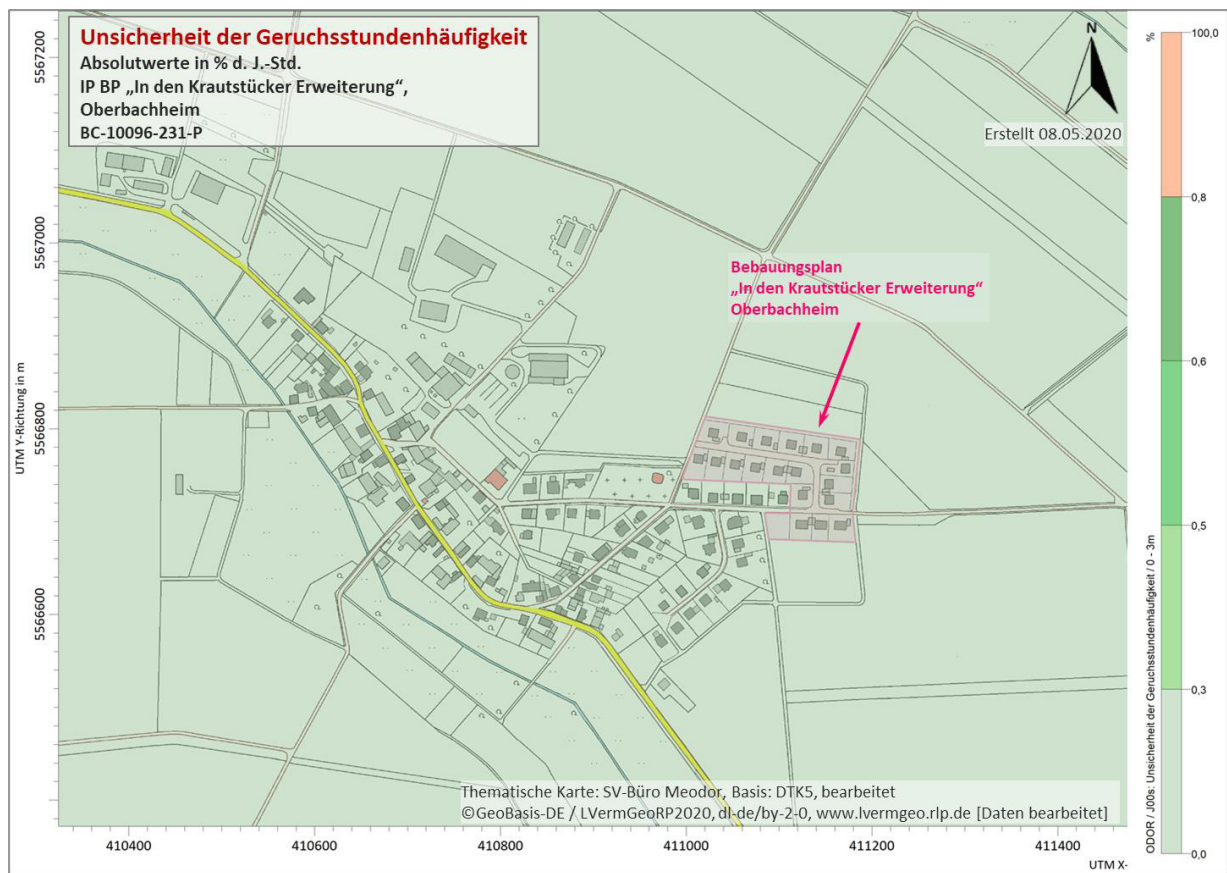 Unsicherheit der Geruchsstundenhäufigkeit
Absolutwerte in % d. J.-Std.
IP BP „In den Krautstücker Erweiterung“,
Oberbachheim
BC-10096-231-P
N
Erstellt 08.05.2020
Bebauungsplan
„In den Krautstücker Erweiterung“
Oberbachheim
UTM Y-Richtung in m
5567200
5567000
5566800
5566600
Thematische Karte: SV-Büro Meodor, Basis: DTK5, bearbeitet
©GeoBasis-DE / LVermGeoRP2020, dl-de/by-2-0, www.lvermgeo.rlp.de [Daten bearbeitet]
410400
410600
410800
411000
411200
411400
UTM X-
%
100,0
0,8
0,6
0,5
0,3
0,0
ODOR / J00s: Unsicherheit der Geruchsstundenhäufigkeit / 0 - 3m